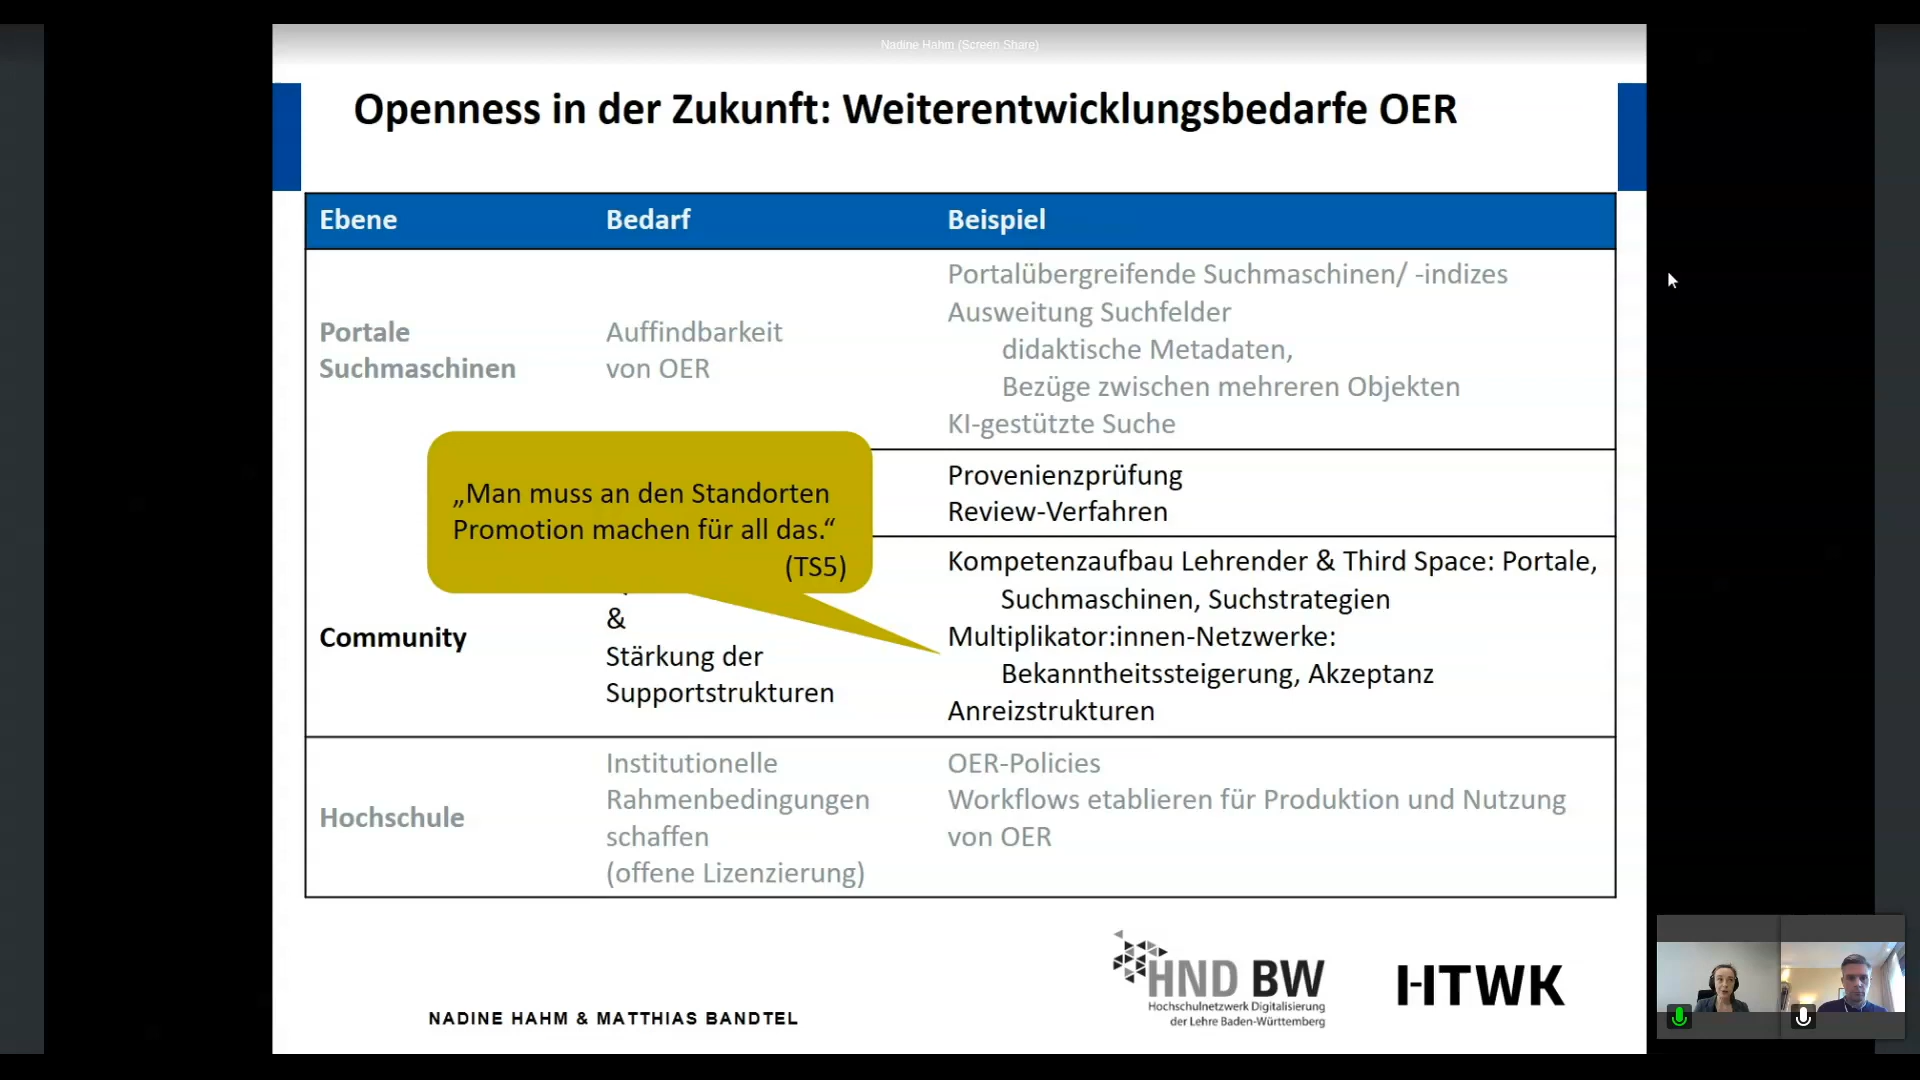 Nadine Hahm (Screen Share)
Openness in der Zukunft: Weiterentwicklungsbedarfe OER
Ebene
Bedarf
Beispiel
Portale
Suchmaschinen
Auffindbarkeit
von OER
Portalübergreifende Suchmaschinen/ -indizes
Ausweitung Suchfelder
didaktische Metadaten,
Bezüge zwischen mehreren Objekten
KI-gestützte Suche
„Man muss an den Standorten
Promotion machen für all das.“
(TS5)
Provenienzprüfung
Review-Verfahren
Community
&
Stärkung der
Supportstrukturen
Kompetenzaufbau Lehrender & Third Space: Portale,
Suchmaschinen, Suchstrategien
Multiplikator:innen-Netzwerke:
Bekanntheitssteigerung, Akzeptanz
Anreizstrukturen
Hochschule
Institutionelle
Rahmenbedingungen
schaffen
(offene Lizenzierung)
OER-Policies
Workflows etablieren für Produktion und Nutzung
von OER
NADINE HAHM & MATTHIAS BANDTEL
HND BW
Hochschulnetzwerk Digitalisierung
der Lehre Baden-Württemberg
HTWK